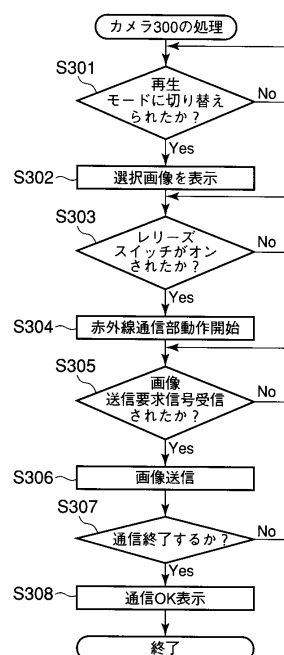 カメラ300の処理
S301
再生
モードに切り替え
られたか？
No
Yes
S302
選択画像を表示
S303
レリーズ
スイッチがオン
されたか？
No
Yes
S304
赤外線通信部動作開始
S305
画像
送信要求信号受信
されたか？
No
Yes
S306
画像送信
S307
通信終了するか？
No
Yes
S308
通信OK表示
終了